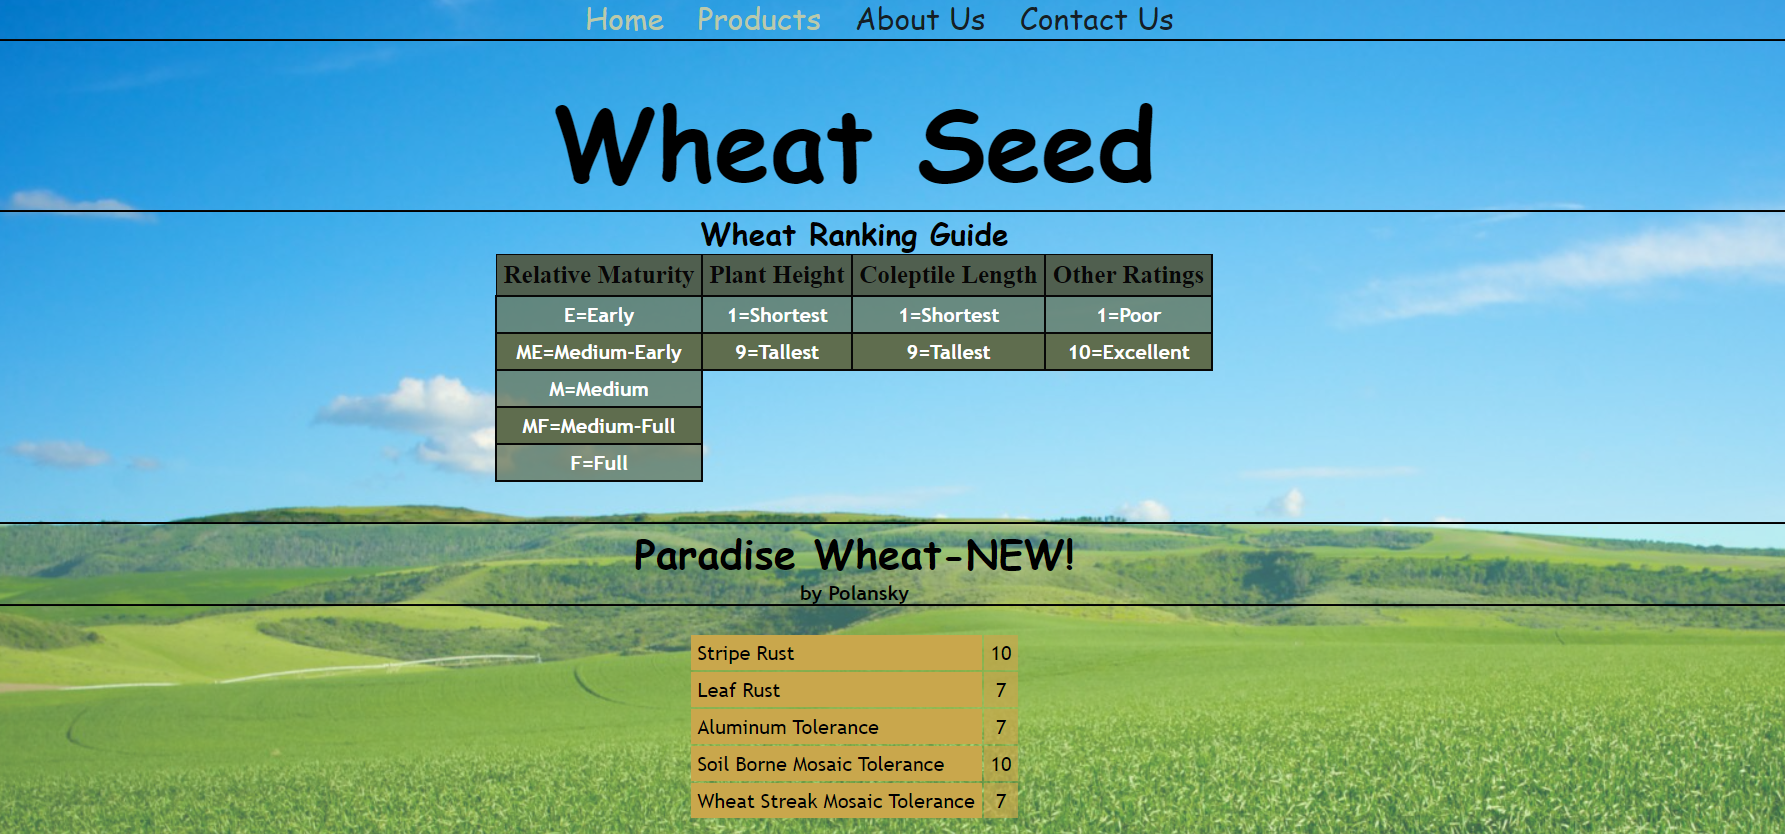 Home Products About Us Contact Us
Wheat Seed
Wheat Ranking Guide
Relative Maturity Plant Height Coleptile Length Other Ratings
E=Early 1=Shortest 1=Shortest 1=Poor
ME=Medium-Early 9=Tallest 9=Tallest 10=Excellent
M=Medium
MF=Medium-Full
F=Full
Paradise Wheat-NEW!
by Polansky
Stripe Rust 10
Leaf Rust 7
Aluminum Tolerance 7
Soil Borne Mosaic Tolerance 10
Wheat Streak Mosaic Tolerance 7